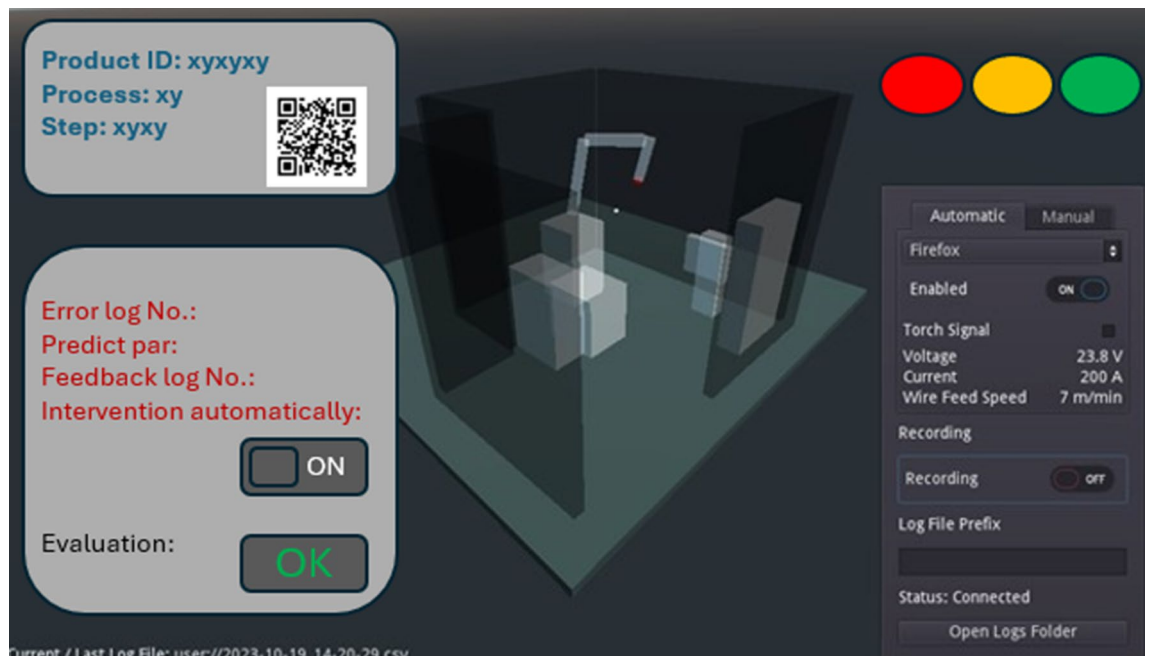 Product ID: xyxyxy
Process: xy
Step: xyxy
Error log No.:
Predict par:
Feedback log No.:
Intervention automatically:
ON
Evaluation:
OK
Automatic Manual
Firefox
Enabled ON
Torch Signal
Voltage 23.8 V
Current 200 A
Wire Feed Speed 7 m/min
Recording
Recording OFF
Log File Prefix
Status: Connected
Open Logs Folder
Current / Last Log File: user://2023-10-19_14-20-29.csv